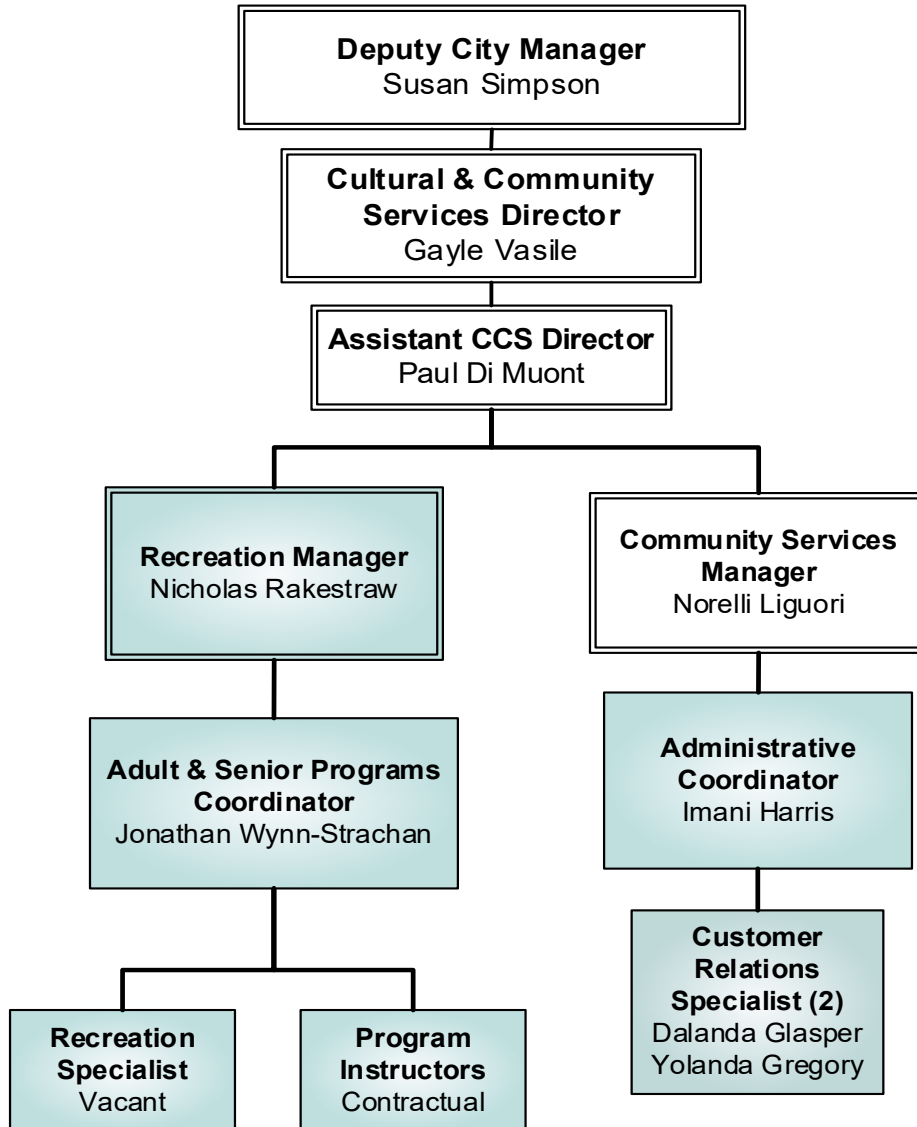 Deputy City Manager
Susan Simpson
Cultural & Community
Services Director
Gayle Vasile
Assistant CCS Director
Paul Di Muont
Recreation Manager
Nicholas Rakestraw
Community Services
Manager
Norelli Liguori
Adult & Senior Programs
Coordinator
Jonathan Wynn-Strachan
Administrative
Coordinator
Imani Harris
Recreation
Specialist
Vacant
Program
Instructors
Contractual
Customer
Relations
Specialist (2)
Dalanda Glasper
Yolanda Gregory